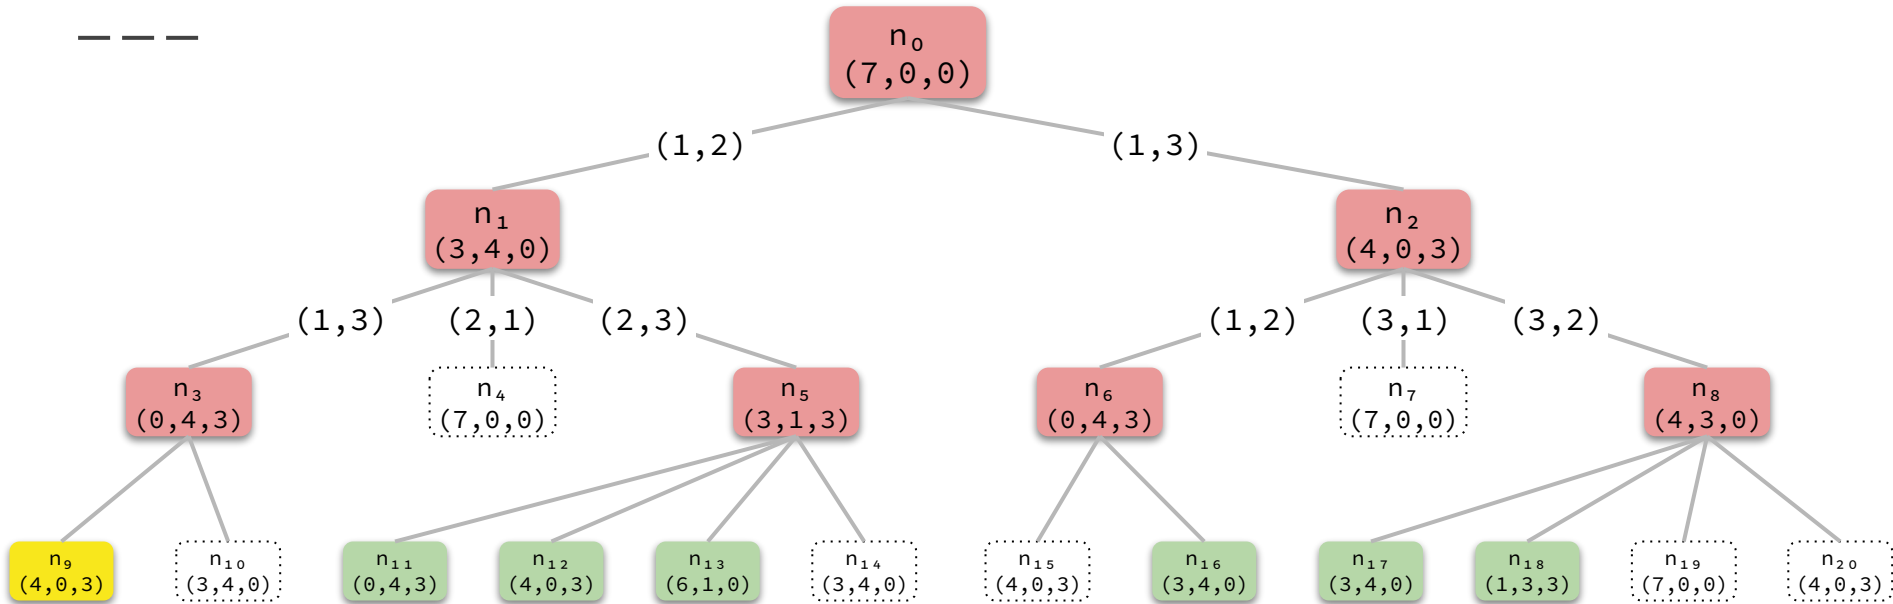 n₀
(7,0,0)
(1,2)
(1,3)
n₁
(3,4,0)
n₂
(4,0,3)
(1,3)
(2,1)
(2,3)
(1,2)
(3,1)
(3,2)
n₃
(0,4,3)
n₄
(7,0,0)
n₅
(3,1,3)
n₆
(0,4,3)
n₇
(7,0,0)
n₈
(4,3,0)
n₉
(4,0,3)
n₁₀
(3,4,0)
n₁₁
(0,4,3)
n₁₂
(4,0,3)
n₁₃
(6,1,0)
n₁₄
(3,4,0)
n₁₅
(4,0,3)
n₁₆
(3,4,0)
n₁₇
(3,4,0)
n₁₈
(1,3,3)
n₁₉
(7,0,0)
n₂₀
(4,0,3)